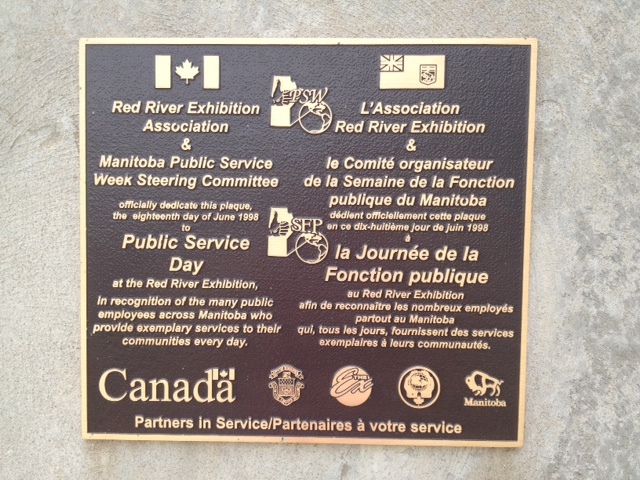 PSW
Red River Exhibition
Association
&
Manitoba Public Service
Week Steering Committee
officially dedicate this plaque,
the eighteenth day of June 1998
to
Public Service
Day
at the Red River Exhibition,
in recognition of the many public
employees across Manitoba who
provide exemplary services to their
communities every day.
L'Association
Red River Exhibition
&
le Comité organisateur
de la Semaine de la Fonction
publique du Manitoba
dédient officiellement cette plaque
en ce dix-huitième jour de juin 1998
SFP
à
la Journée de la
Fonction publique
au Red River Exhibition
afin de reconnaître les nombreux employés
partout au Manitoba
qui, tous les jours, fournissent des services
exemplaires à leurs communautés.
Canada
The Ex
Manitoba
Partners in Service/Partenaires à votre service